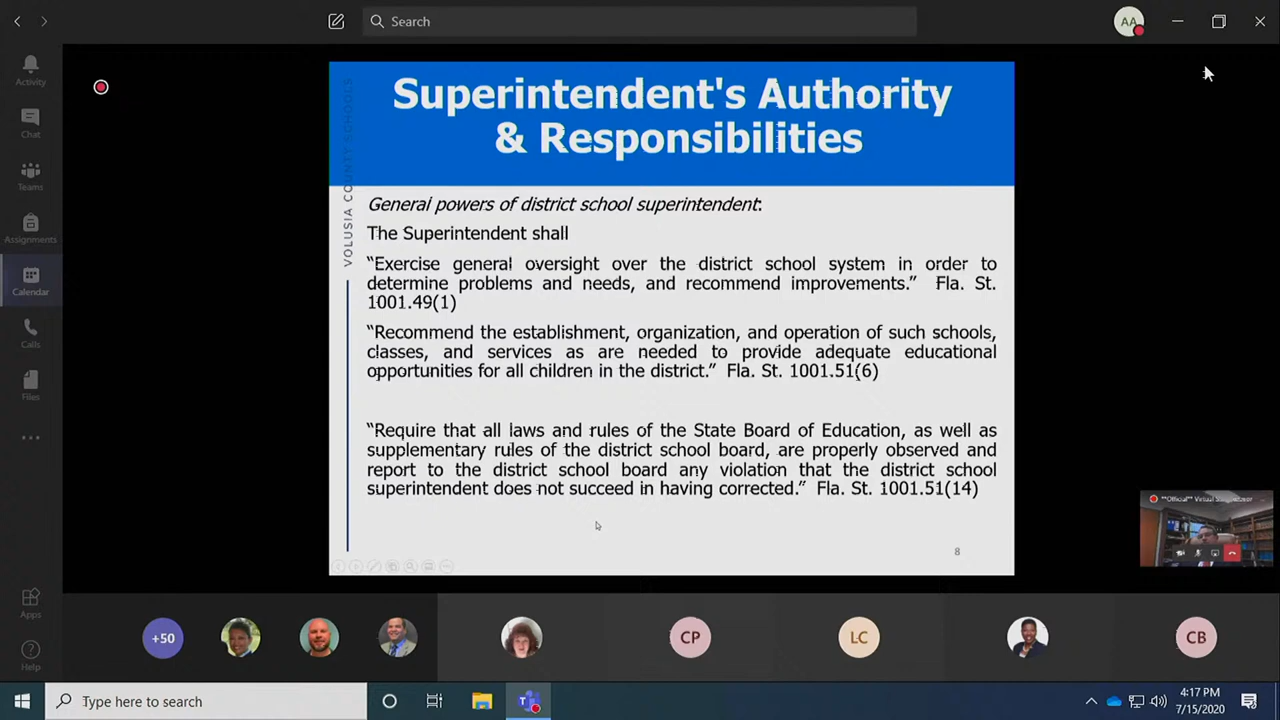 Search
AA
Activity
Chat
Teams
Assignments
Calendar
Calls
Files
Apps
Help
VOLUSIA COUNTY SCHOOLS
Superintendent's Authority
& Responsibilities
General powers of district school superintendent:
The Superintendent shall
“Exercise general oversight over the district school system in order to
determine problems and needs, and recommend improvements.” Fla. St.
1001.49(1)
“Recommend the establishment, organization, and operation of such schools,
classes, and services as are needed to provide adequate educational
opportunities for all children in the district.” Fla. St. 1001.51(6)
“Require that all laws and rules of the State Board of Education, as well as
supplementary rules of the district school board, are properly observed and
report to the district school board any violation that the district school
superintendent does not succeed in having corrected.” Fla. St. 1001.51(14)
8
**Official** Virtual
+50
CP
LC
CB
Type here to search
4:17 PM
7/15/2020